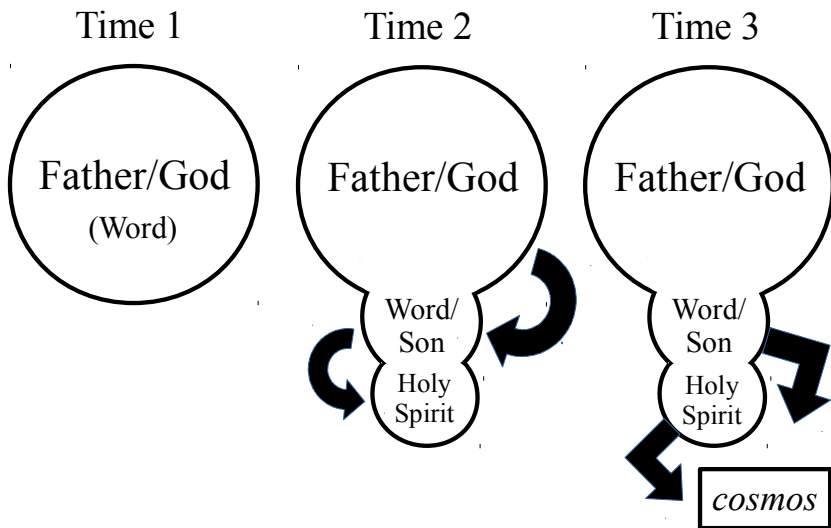 Time 1
Time 2
Time 3
Father/God
(Word)
Father/God
Word/
Son
Holy
Spirit
Father/God
Word/
Son
Holy
Spirit
cosmos